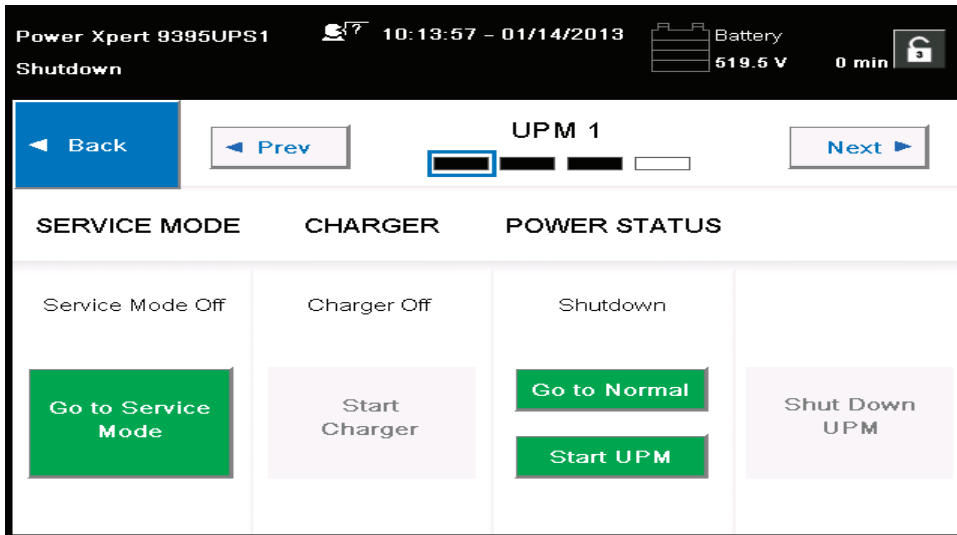 Power Xpert 9395UPS1
? 10:13:57 - 01/14/2013
Battery
Shutdown
519.5 V 0 min
3
Back
Prev
UPM 1
Next
SERVICE MODE CHARGER POWER STATUS
Service Mode Off
Charger Off
Shutdown
Go to Service
Mode
Start
Charger
Go to Normal
Start UPM
Shut Down
UPM